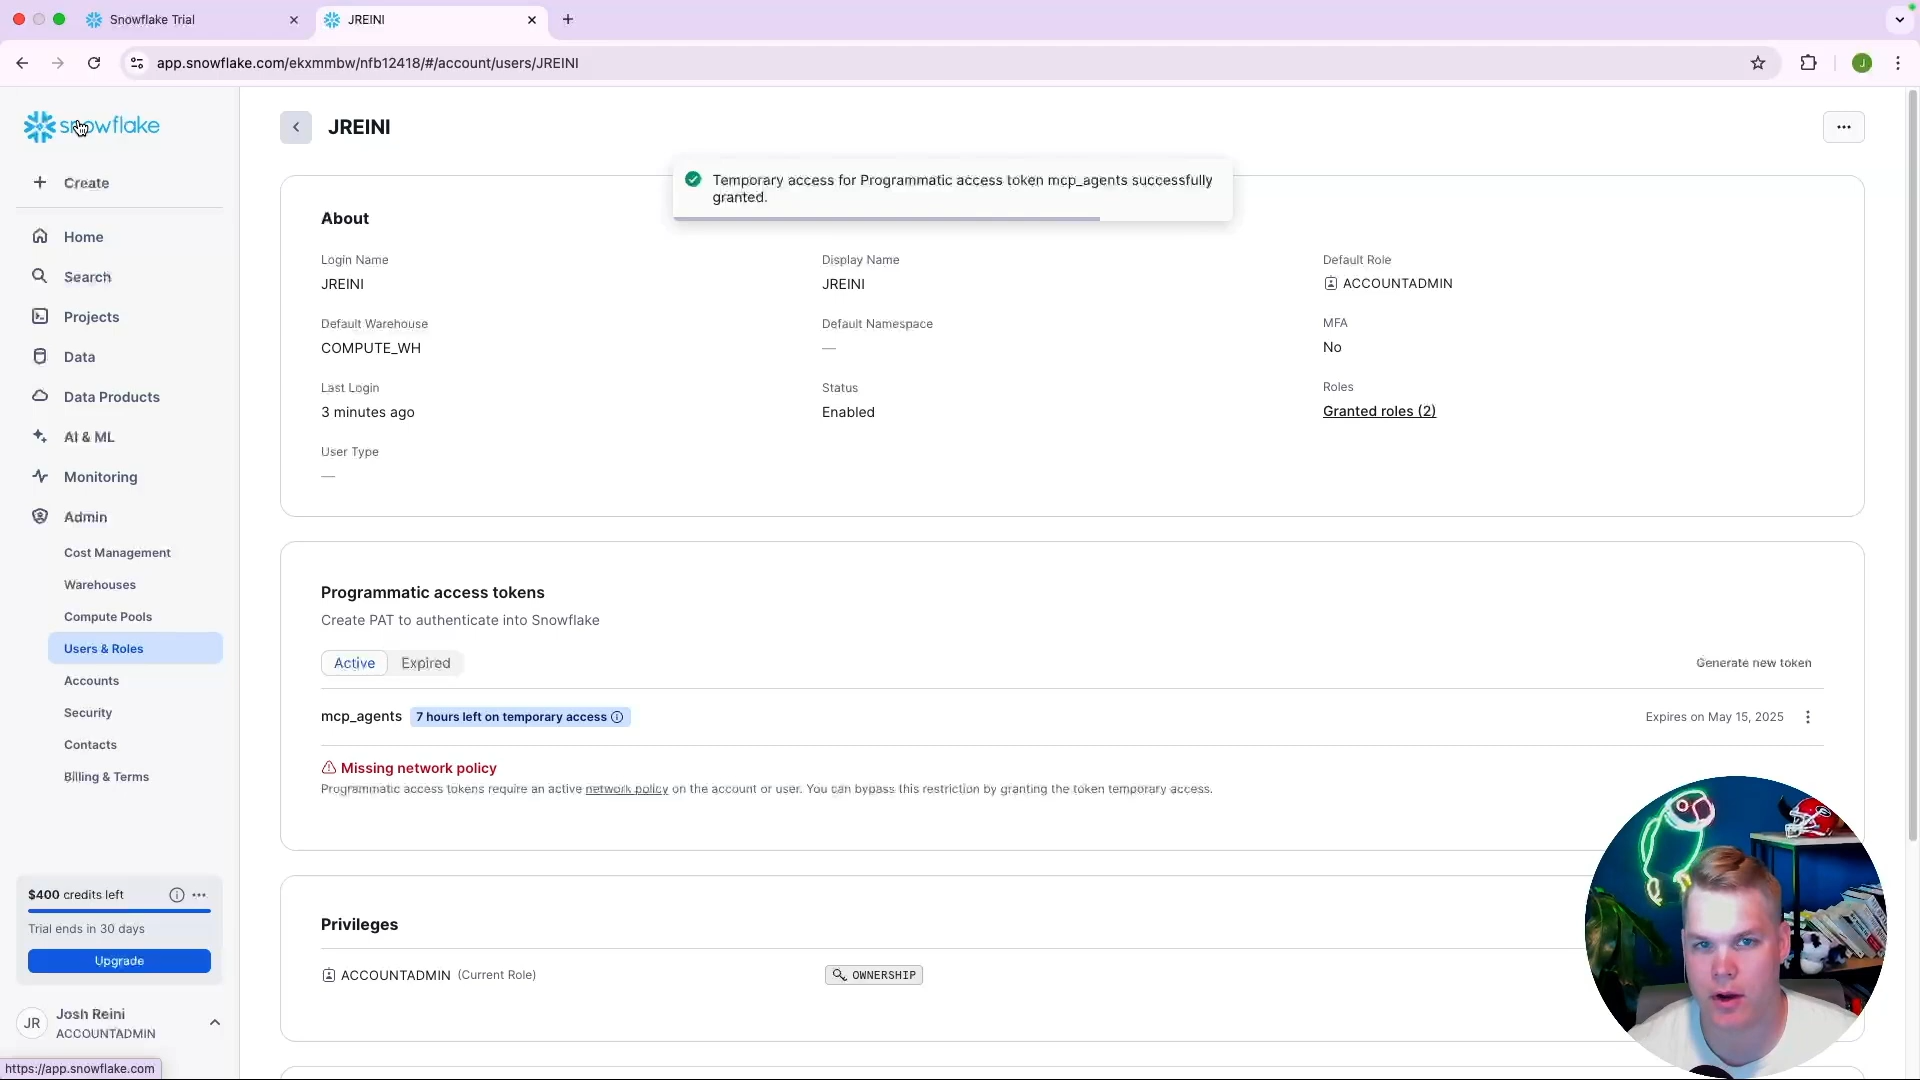 Snowflake Trial
JREINI
app.snowflake.com/ekxmmbw/nfb12418/#/account/users/JREINI
J
snowflake
Create
Home
Search
Projects
Data
Data Products
AI & ML
Monitoring
Admin
Cost Management
Warehouses
Compute Pools
Users & Roles
Accounts
Security
Contacts
Billing & Terms
$400 credits left
Trial ends in 30 days
Upgrade
JR
Josh Reini
ACCOUNTADMIN
https://app.snowflake.com
JREINI
Temporary access for Programmatic access token mcp_agents successfully
granted.
About
Login Name
JREINI
Display Name
JREINI
Default Role
ACCOUNTADMIN
Default Warehouse
COMPUTE_WH
Default Namespace
—
MFA
No
Last Login
3 minutes ago
Status
Enabled
Roles
Granted roles (2)
User Type
—
Programmatic access tokens
Create PAT to authenticate into Snowflake
Active
Expired
Generate new token
mcp_agents
7 hours left on temporary access
Expires on May 15, 2025
Missing network policy
Programmatic access tokens require an active network policy on the account or user. You can bypass this restriction by granting the token temporary access.
Privileges
ACCOUNTADMIN (Current Role)
OWNERSHIP